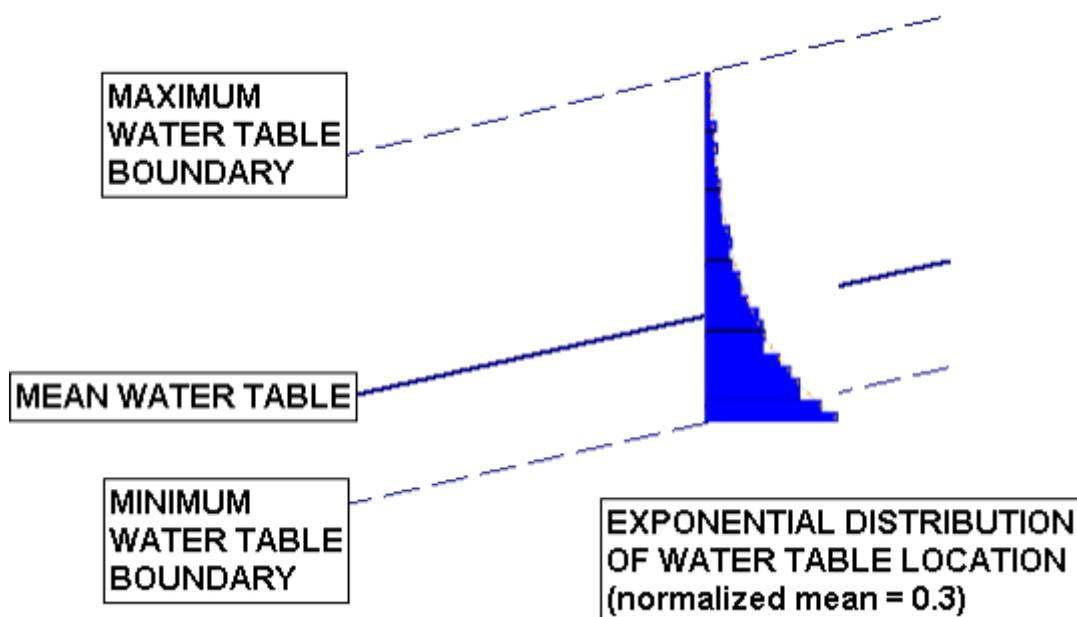 MAXIMUM
WATER TABLE
BOUNDARY
MEAN WATER TABLE
MINIMUM
WATER TABLE
BOUNDARY
EXPONENTIAL DISTRIBUTION
OF WATER TABLE LOCATION
(normalized mean = 0.3)